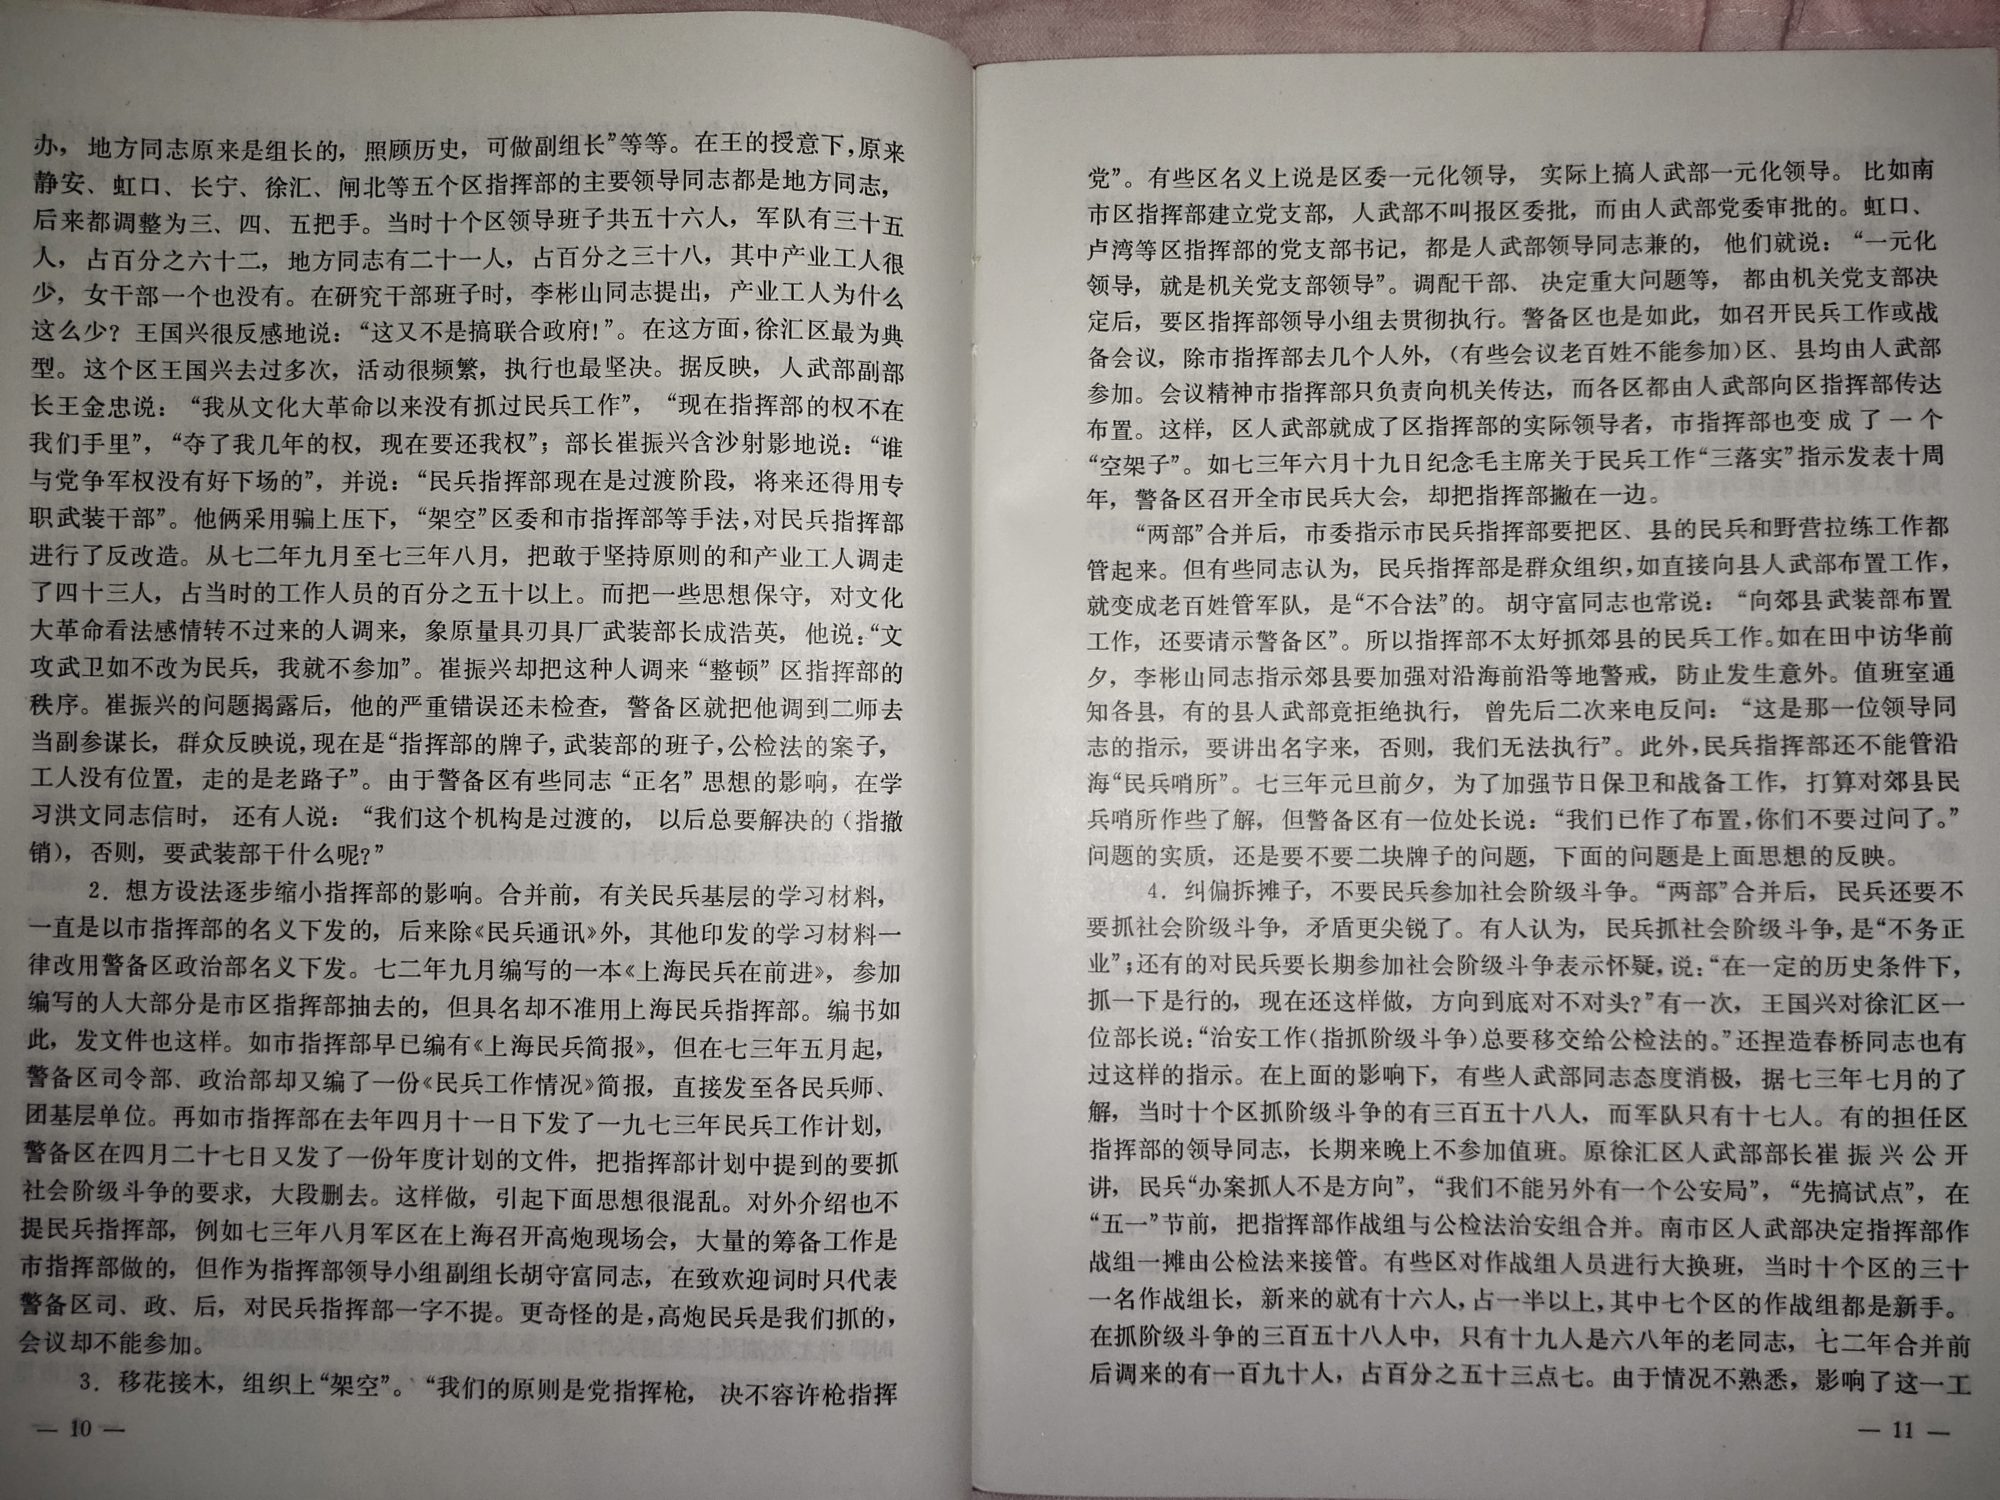 办，地方同志原来是组长的，照顾历史，可做副组长”等等。在王的授意下，原来
静安、虹口、长宁、徐汇、闸北等五个区指挥部的主要领导同志都是地方同志，
后来都调整为三、四、五把手。当时十个区领导班子共五十六人，军队有三十五
人，占百分之六十二，地方同志有二十一人，占百分之三十八，其中产业工人很
少，女干部一个也没有。在研究干部班子时，李彬山同志提出，产业工人为什么
这么少？王国兴很反感地说：“这又不是搞联合政府！”。在这方面，徐汇区最为典
型。这个区王国兴去过多次，活动很频繁，执行也最坚决。据反映，人武部副部
长王金忠说：“我从文化大革命以来没有抓过民兵工作”，“现在指挥部的权不在
我们手里”，“夺了我几年的权，现在要还我权”；部长崔振兴含沙射影地说：“谁
与党争军权没有好下场的”，并说：“民兵指挥部现在是过渡阶段，将来还得用专
职武装干部”。他俩采用骗上压下，“架空”区委和市指挥部等手法，对民兵指挥部
进行了反改造。从七二年九月至七三年八月，把敢于坚持原则的和产业工人调走
了四十三人，占当时的工作人员的百分之五十以上。而把一些思想保守，对文化
大革命看法感情转不过来的人调来，象原量具刃具厂武装部长成浩英，他说：“文
攻武卫如不改为民兵，我就不参加”。崔振兴却把这种人调来“整顿”区指挥部的
秩序。崔振兴的问题揭露后，他的严重错误还未检查，警备区就把他调到二师去
当副参谋长，群众反映说，现在是“指挥部的牌子，武装部的班子，公检法的案子，
工人没有位置，走的是老路子”。由于警备区有些同志“正名”思想的影响，在学
习洪文同志信时，还有人说：“我们这个机构是过渡的，以后总要解决的（指撤
销），否则，要武装部干什么呢？”
2．想方设法逐步缩小指挥部的影响。合并前，有关民兵基层的学习材料，
一直是以市指挥部的名义下发的，后来除《民兵通讯》外，其他印发的学习材料一
律改用警备区政治部名义下发。七二年九月编写的一本《上海民兵在前进》，参加
编写的人大部分是市区指挥部抽去的，但具名却不准用上海民兵指挥部。编书如
此，发文件也这样。如市指挥部早已编有《上海民兵简报》，但在七三年五月起，
警备区司令部、政治部却又编了一份《民兵工作情况》简报，直接发至各民兵师、
团基层单位。再如市指挥部在去年四月十一日下发了一九七三年民兵工作计划，
警备区在四月二十七日又发了一份年度计划的文件，把指挥部计划中提到的要抓
社会阶级斗争的要求，大段删去。这样做，引起下面思想很混乱。对外介绍也不
提民兵指挥部，例如七三年八月军区在上海召开高炮现场会，大量的筹备工作是
市指挥部做的，但作为指挥部领导小组副组长胡守富同志，在致欢迎词时只代表
警备区司、政、后，对民兵指挥部一字不提。更奇怪的是，高炮民兵是我们抓的，
会议却不能参加。
3．移花接木，组织上“架空”。“我们的原则是党指挥枪，决不容许枪指挥
— 10 —
党”。有些区名义上说是区委一元化领导，实际上搞人武部一元化领导。比如南
市区指挥部建立党支部，人武部不叫报区委批，而由人武部党委审批的。虹口、
卢湾等区指挥部的党支部书记，都是人武部领导同志兼的，他们就说：“一元化
领导，就是机关党支部领导”。调配干部、决定重大问题等，都由机关党支部决
定后，要区指挥部领导小组去贯彻执行。警备区也是如此，如召开民兵工作或战
备会议，除市指挥部去几个人外，（有些会议老百姓不能参加）区、县均由人武部
参加。会议精神市指挥部只负责向机关传达，而各区都由人武部向区指挥部传达
布置。这样，区人武部就成了区指挥部的实际领导者，市指挥部也变成了一个
“空架子”。如七三年六月十九日纪念毛主席关于民兵工作“三落实”指示发表十周
年，警备区召开全市民兵大会，却把指挥部撇在一边。
“两部”合并后，市委指示市民兵指挥部要把区、县的民兵和野营拉练工作都
管起来。但有些同志认为，民兵指挥部是群众组织，如直接向县人武部布置工作，
就变成老百姓管军队，是“不合法”的。胡守富同志也常说：“向郊县武装部布置
工作，还要请示警备区”。所以指挥部不太好抓郊县的民兵工作。如在田中访华前
夕，李彬山同志指示郊县要加强对沿海前沿等地警戒，防止发生意外。值班室通
知各县，有的县人武部竟拒绝执行，曾先后二次来电反问：“这是那一位领导同
志的指示，要讲出名字来，否则，我们无法执行”。此外，民兵指挥部还不能管沿
海“民兵哨所”。七三年元旦前夕，为了加强节日保卫和战备工作，打算对郊县民
兵哨所作些了解，但警备区有一位处长说：“我们已作了布置，你们不要过问了。”
问题的实质，还是要不要二块牌子的问题，下面的问题是上面思想的反映。
4．纠偏拆摊子，不要民兵参加社会阶级斗争。“两部”合并后，民兵还要不
要抓社会阶级斗争，矛盾更尖锐了。有人认为，民兵抓社会阶级斗争，是“不务正
业”；还有的对民兵要长期参加社会阶级斗争表示怀疑，说：“在一定的历史条件下，
抓一下是行的，现在还这样做，方向到底对不对头？”有一次，王国兴对徐汇区一
位部长说：“治安工作（指抓阶级斗争）总要移交给公检法的。”还捏造春桥同志也有
过这样的指示。在上面的影响下，有些人武部同志态度消极，据七三年七月的了
解，当时十个区抓阶级斗争的有三百五十八人，而军队只有十七人。有的担任区
指挥部的领导同志，长期来晚上不参加值班。原徐汇区人武部部长崔振兴公开
讲，民兵“办案抓人不是方向”，“我们不能另外有一个公安局”，“先搞试点”，在
“五一”节前，把指挥部作战组与公检法治安组合并。南市区人武部决定指挥部作
战组一摊由公检法来接管。有些区对作战组人员进行大换班，当时十个区的三十
一名作战组长，新来的就有十六人，占一半以上，其中七个区的作战组都是新手。
在抓阶级斗争的三百五十八人中，只有十九人是六八年的老同志，七二年合并前
后调来的有一百九十人，占百分之五十三点七。由于情况不熟悉，影响了这一工
— 11 —